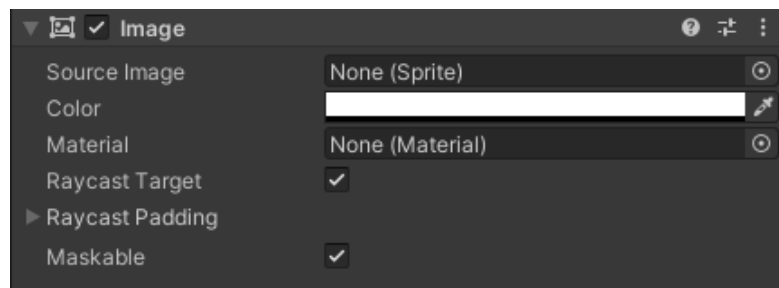 Image
Source Image None (Sprite)
Color
Material None (Material)
Raycast Target
Raycast Padding
Maskable